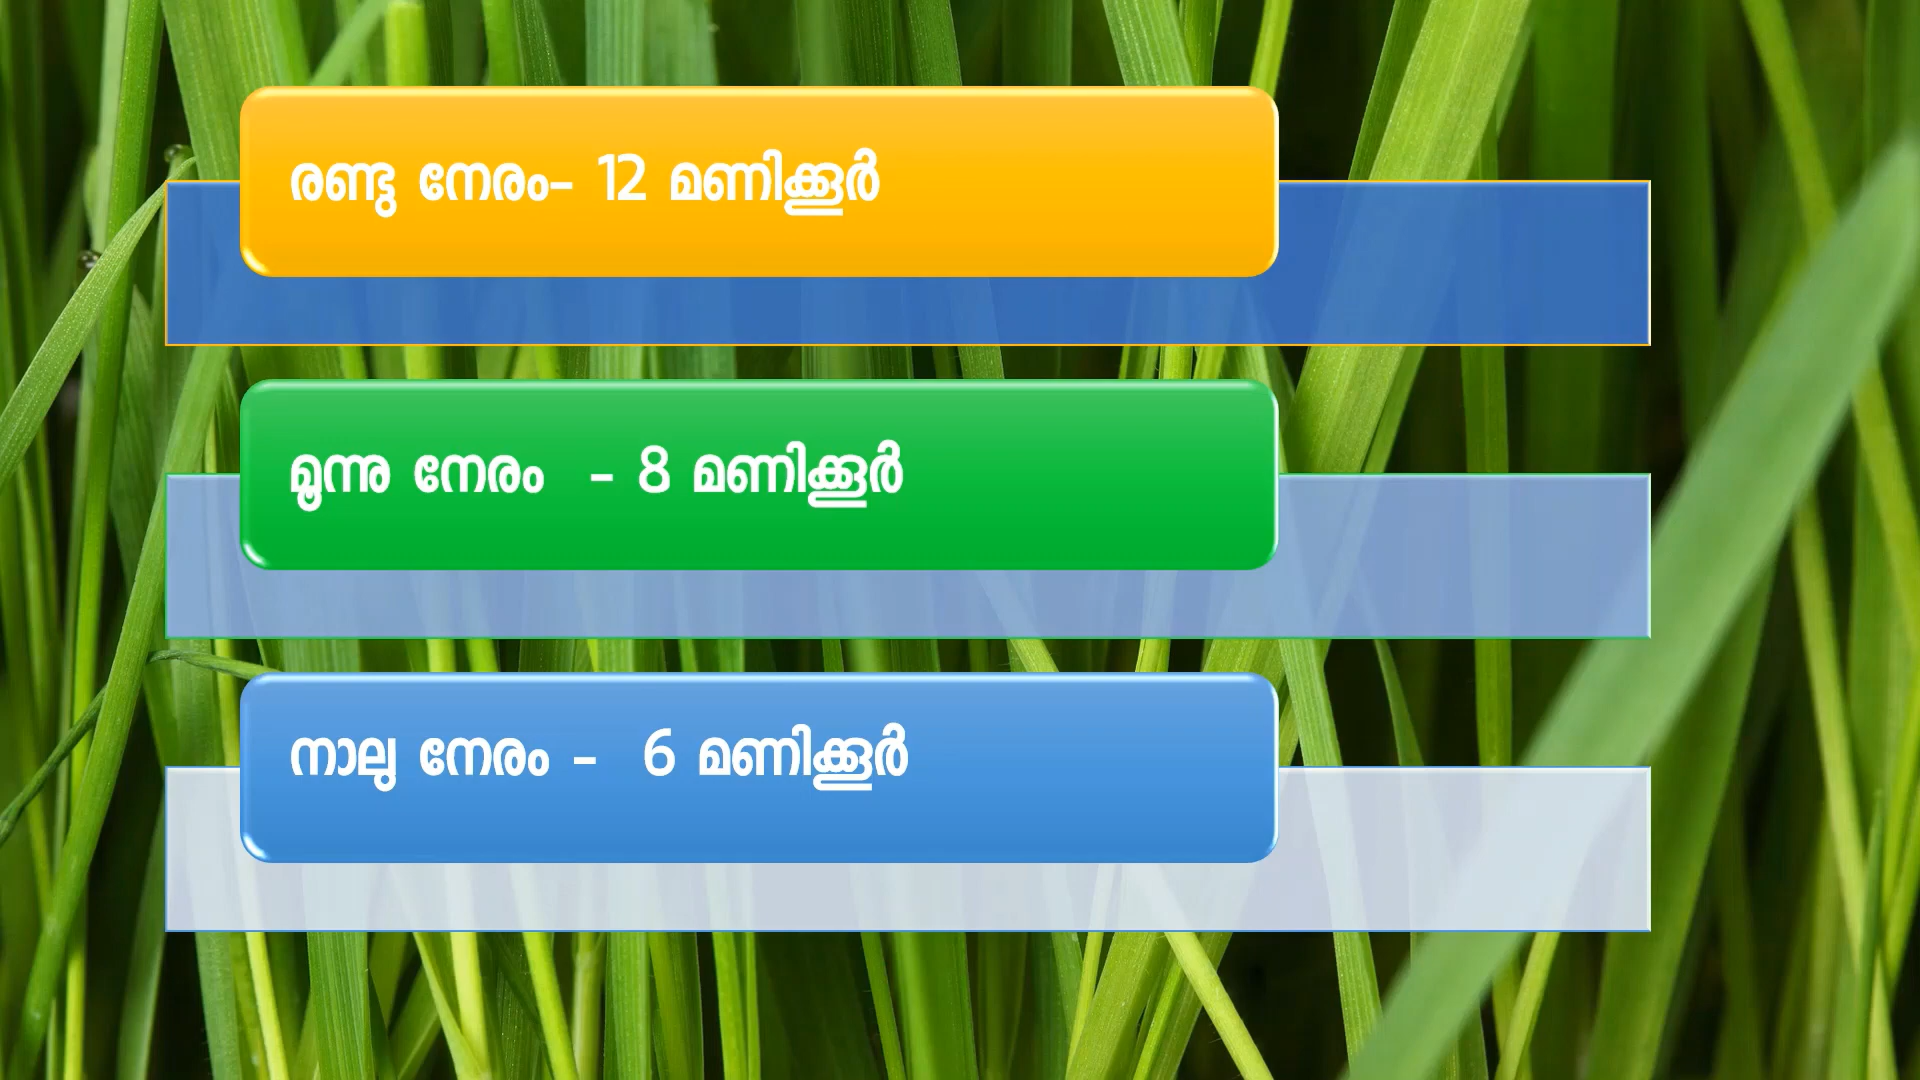 രണ്ടു നേരം- 12 മണിക്കൂർ
മൂന്നു നേരം - 8 മണിക്കൂർ
നാലു നേരം - 6 മണിക്കൂർ